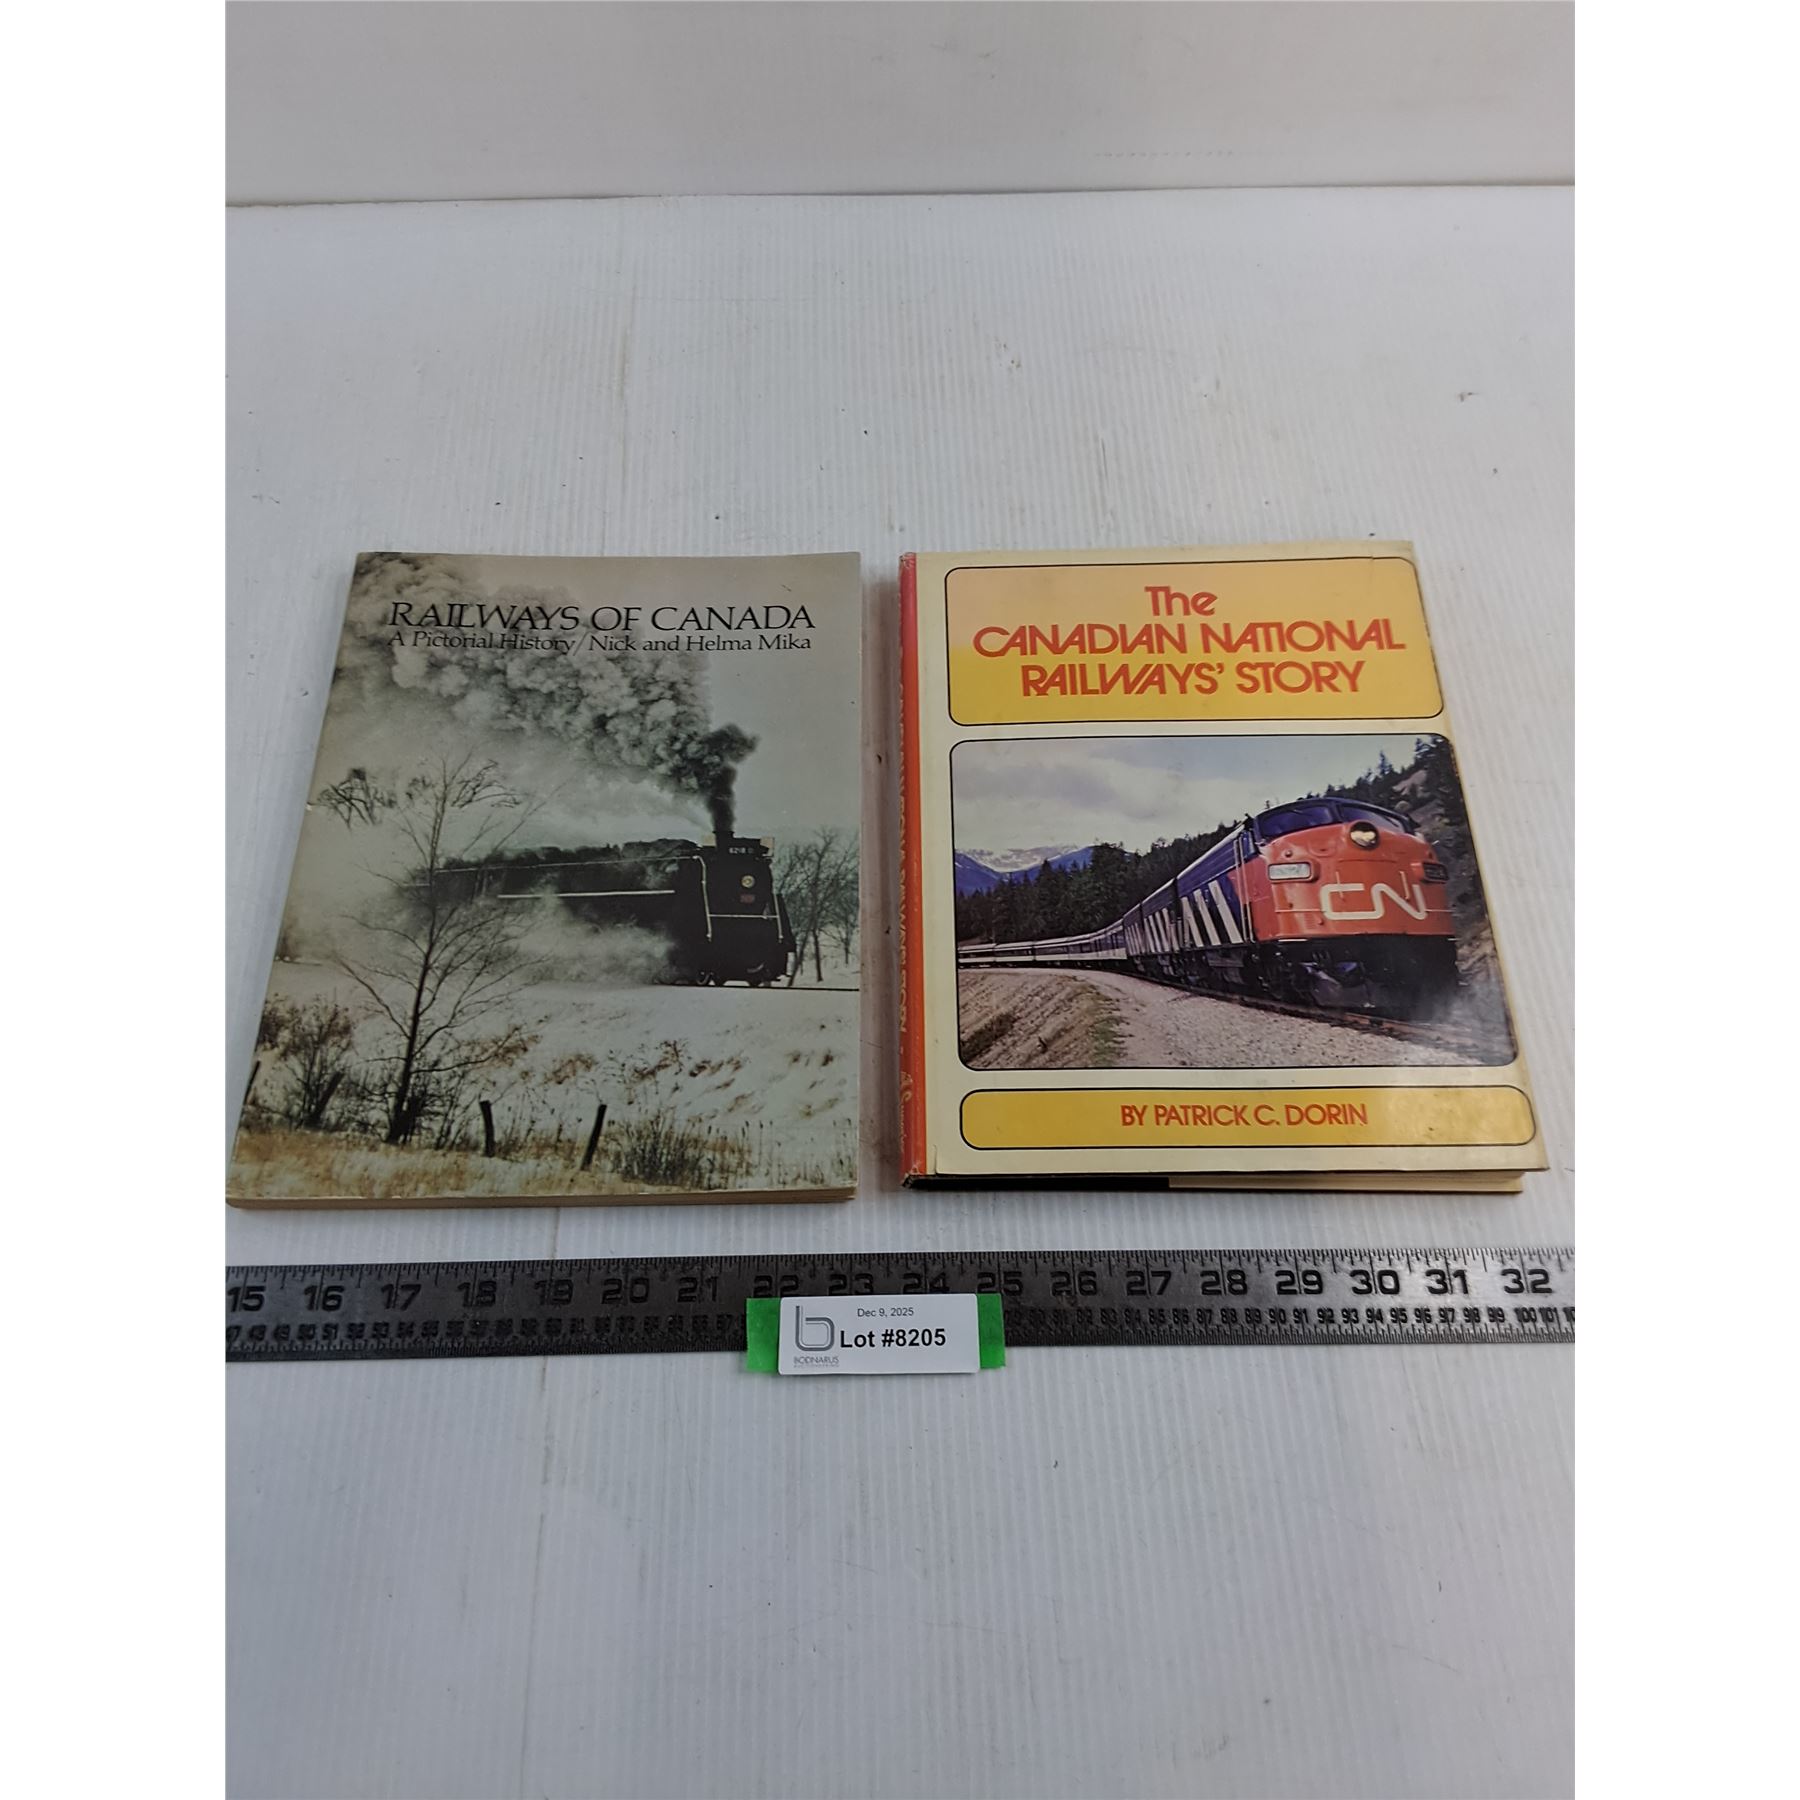 RAILWAYS OF CANADA
A Pictorial History/Nick and Helma Mika
6218
The
CANADIAN NATIONAL
RAILWAYS' STORY
CN
BY PATRICK C. DORIN
15 16 17 18 19 20 21 22 23 24 25 26 27 28 29 30 31 32
Dec 9, 2025
Lot #8205
BODNARUS